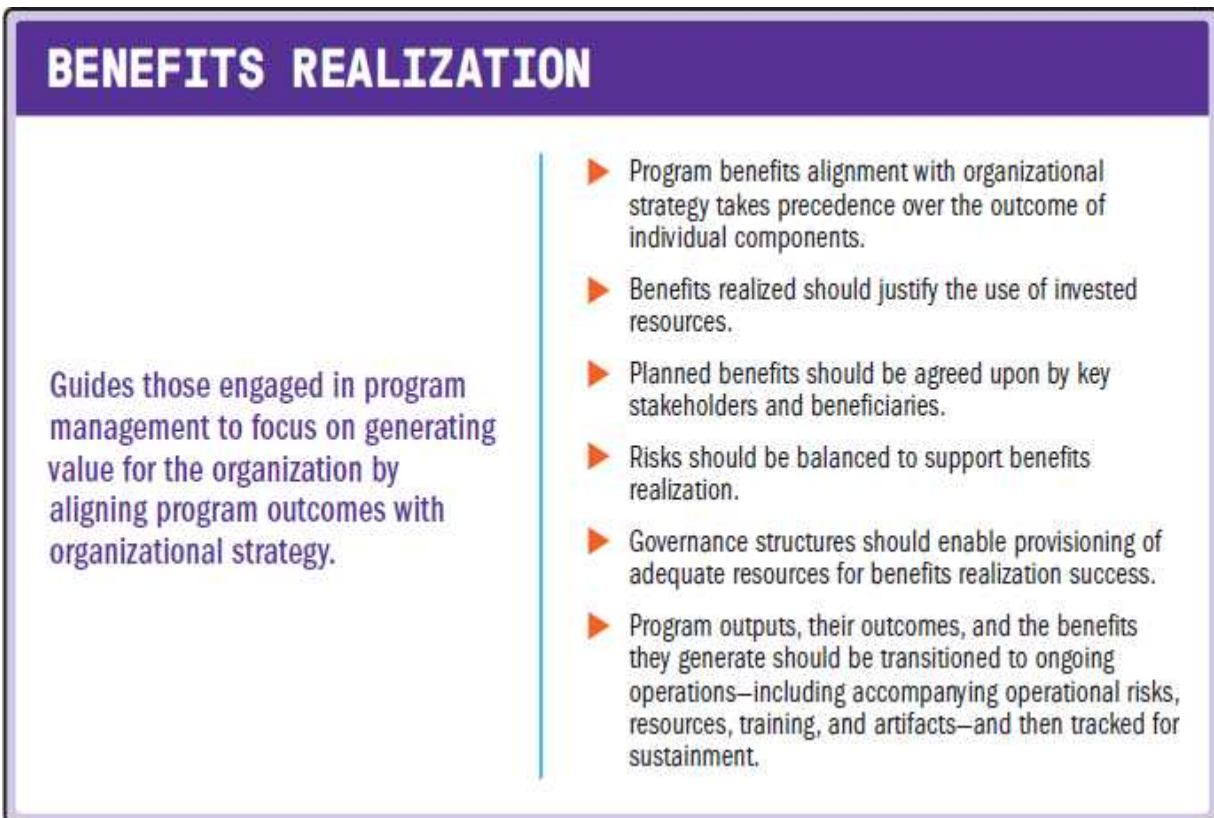 BENEFITS REALIZATION
Guides those engaged in program
management to focus on generating
value for the organization by
aligning program outcomes with
organizational strategy.
Program benefits alignment with organizational
strategy takes precedence over the outcome of
individual components.
Benefits realized should justify the use of invested
resources.
Planned benefits should be agreed upon by key
stakeholders and beneficiaries.
Risks should be balanced to support benefits
realization.
Governance structures should enable provisioning of
adequate resources for benefits realization success.
Program outputs, their outcomes, and the benefits
they generate should be transitioned to ongoing
operations—including accompanying operational risks,
resources, training, and artifacts—and then tracked for
sustainment.